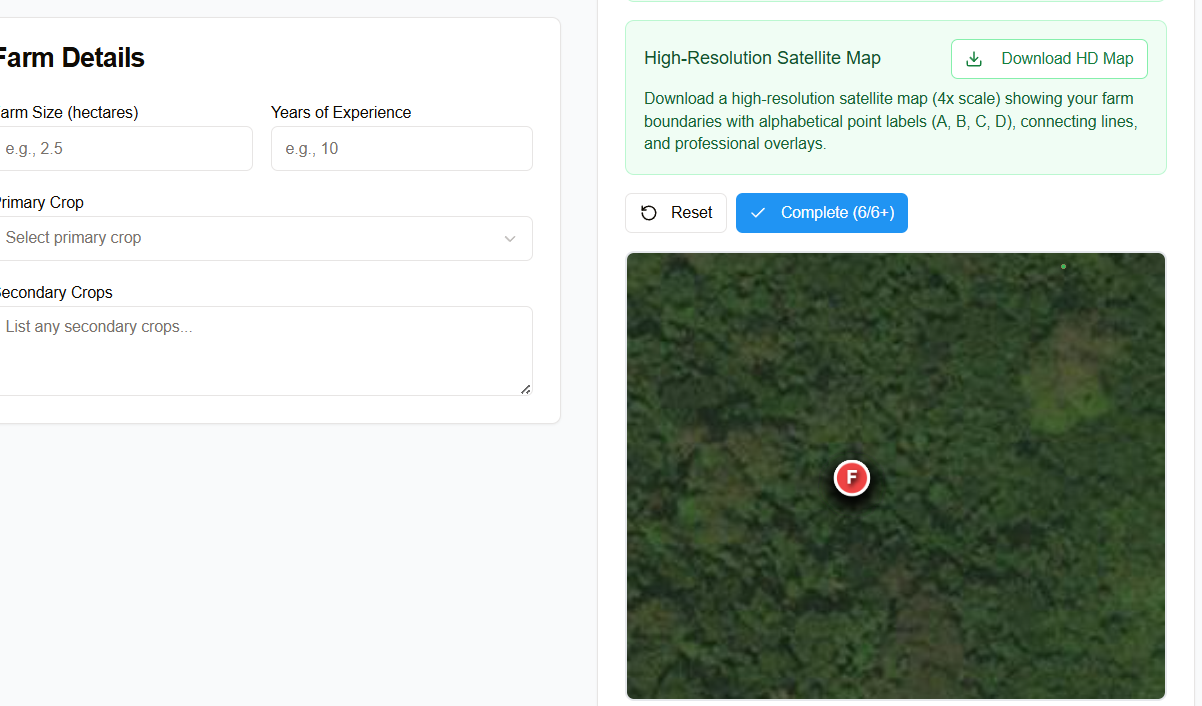 Farm Details
arm Size (hectares)
Years of Experience
e.g., 2.5
e.g., 10
rimary Crop
Select primary crop
econdary Crops
List any secondary crops...
High-Resolution Satellite Map
Download HD Map
Download a high-resolution satellite map (4x scale) showing your farm
boundaries with alphabetical point labels (A, B, C, D), connecting lines,
and professional overlays.
Reset
Complete (6/6+)
F